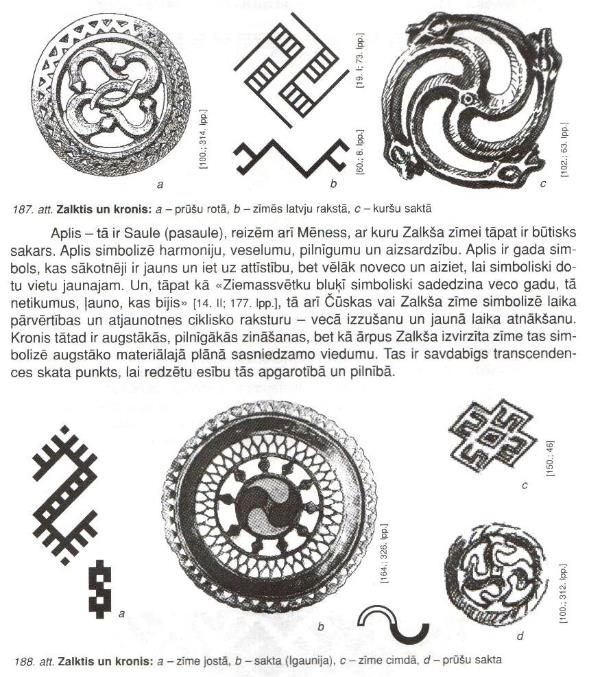 [100.; 314. lpp.]
[19. I; 73. lpp.]
[60.; 8. lpp.]
[102.; 63. lpp.]
a
b
c
187. att. Zalktis un kronis: a – prūšu rotā, b – zīmēs latvju rakstā, c – kuršu saktā
Aplis – tā ir Saule (pasaule), reizēm arī Mēness, ar kuru Zalkša zīmei tāpat ir būtisks
sakars. Aplis simbolizē harmoniju, veselumu, pilnīgumu un aizsardzību. Aplis ir gada sim-
bols, kas sākotnēji ir jauns un iet uz attīstību, bet vēlāk noveco un aiziet, lai simboliski do-
tu vietu jaunajam. Un, tāpat kā «Ziemassvētku bluķī simboliski sadedzina veco gadu, tā
netikumus, ļauno, kas bijis» [14. II; 177. lpp.], tā arī Čūskas vai Zalkša zīme simbolizē laika
pārvērtības un atjaunotnes ciklisko raksturu – vecā izzušanu un jaunā laika atnākšanu.
Kronis tātad ir augstākās, pilnīgākās zināšanas, bet kā ārpus Zalkša izvirzīta zīme tas sim-
bolizē augstāko materiālajā plānā sasniedzamo viedumu. Tas ir savdabīgs transcenden-
ces skata punkts, lai redzētu esību tās apgarotībā un pilnībā.
a
[164.; 326. lpp.]
b
[150.; 46]
c
[100.; 312. lpp.]
d
188. att. Zalktis un kronis: a – zīme jostā, b – sakta (Igaunija), c – zīme cimdā, d – prūšu sakta